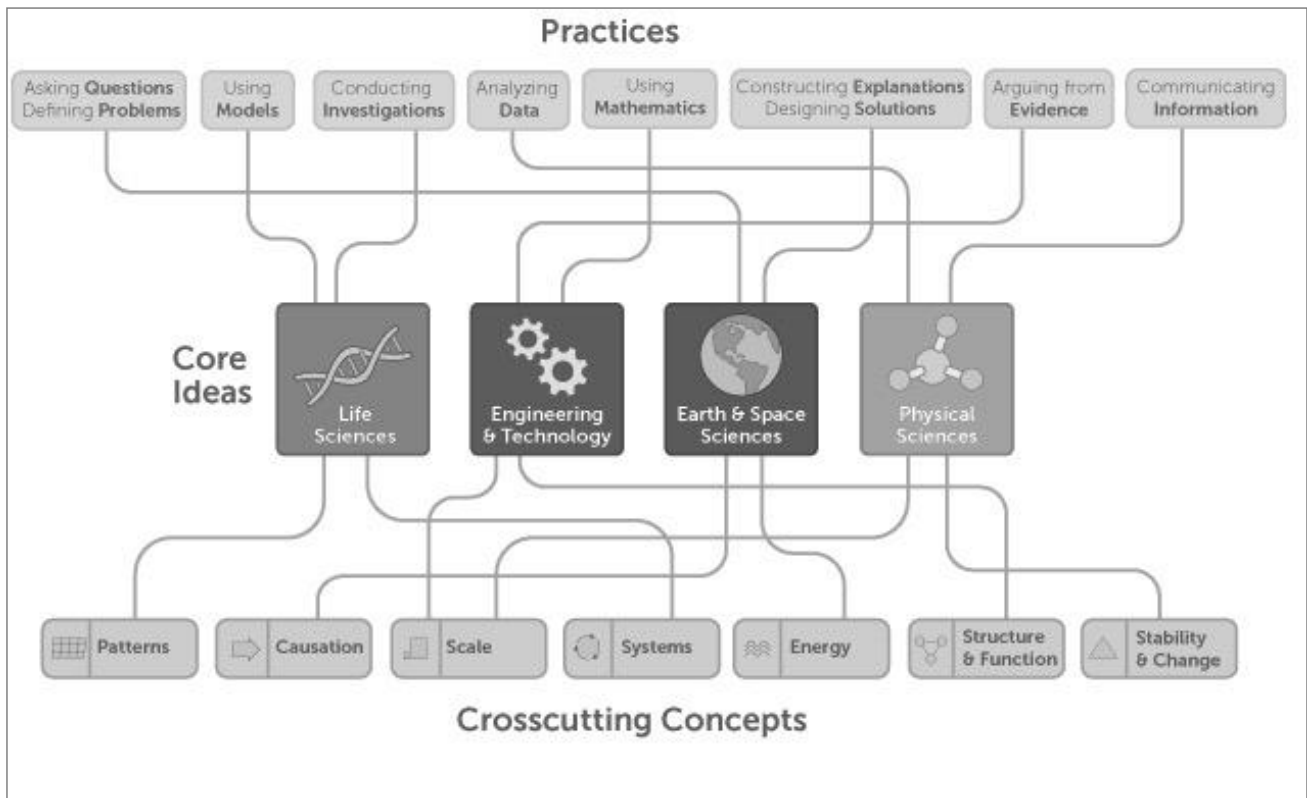 Practices
Asking Questions
Defining Problems
Using
Models
Conducting
Investigations
Analyzing
Data
Using
Mathematics
Constructing Explanations
Designing Solutions
Arguing from
Evidence
Communicating
Information
Core
Ideas
Life
Sciences
Engineering
& Technology
Earth & Space
Sciences
Physical
Sciences
Patterns
Causation
Scale
Systems
Energy
Structure
& Function
Stability
& Change
Crosscutting Concepts